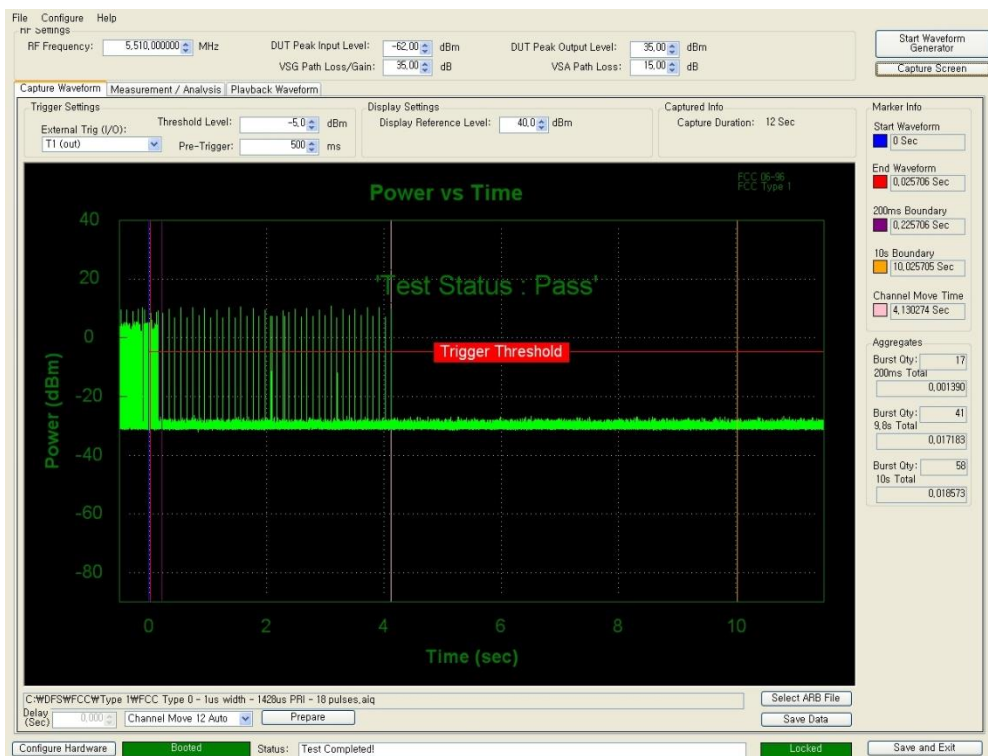 File Configure Help
RF Settings
RF Frequency: 5,510,000000 MHz DUT Peak Input Level: -62,00 dBm DUT Peak Output Level: 35,00 dBm
VSG Path Loss/Gain: 35,00 dB VSA Path Loss: 15,00 dB
Start Waveform Generator
Capture Screen
Capture Waveform Measurement / Analysis Playback Waveform
Trigger Settings
External Trig (I/O): Threshold Level: -5,0 dBm
T1 (out) Pre-Trigger: 500 ms
Display Settings
Display Reference Level: 40,0 dBm
Captured Info
Capture Duration: 12 Sec
Marker Info
Start Waveform
0 Sec
End Waveform
0,025706 Sec
200ms Boundary
0,225706 Sec
10s Boundary
10,025705 Sec
Channel Move Time
4,130274 Sec
Aggregates
Burst Qty: 17
200ms Total
0,001390
Burst Qty: 41
9,8s Total
0,017183
Burst Qty: 58
10s Total
0,018573
FCC 06-96
FCC Type 1
Power vs Time
'Test Status : Pass'
Trigger Threshold
Power (dBm)
40
20
0
-20
-40
-60
-80
0 2 4 6 8 10
Time (sec)
C:₩DFS₩FCC₩Type 1₩FCC Type 0 - 1us width - 1428us PRI - 18 pulses,aiq
Select ARB File
Delay (Sec) 0,000 Channel Move 12 Auto Prepare
Save Data
Configure Hardware Booted Status: Test Completed! Locked Save and Exit